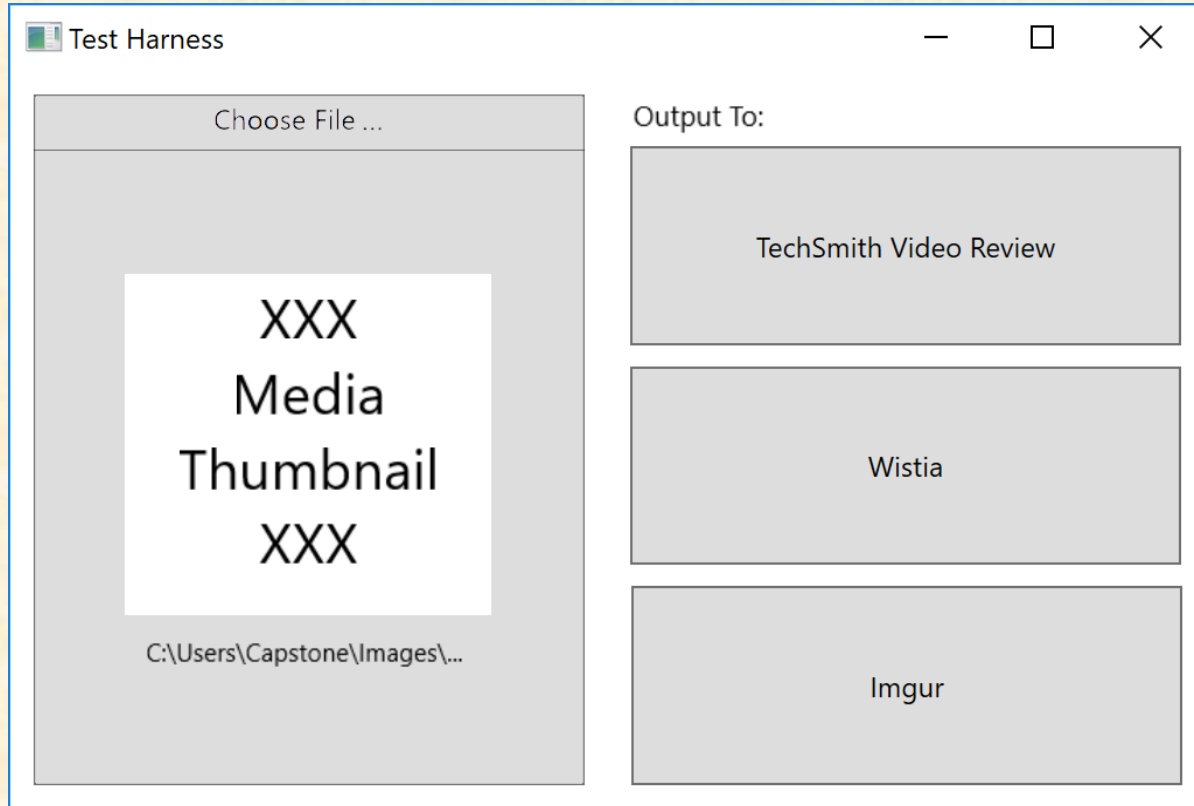 Test Harness
Choose File ...
XXX
Media
Thumbnail
XXX
C:\Users\Capstone\Images\...
Output To:
TechSmith Video Review
Wistia
Imgur